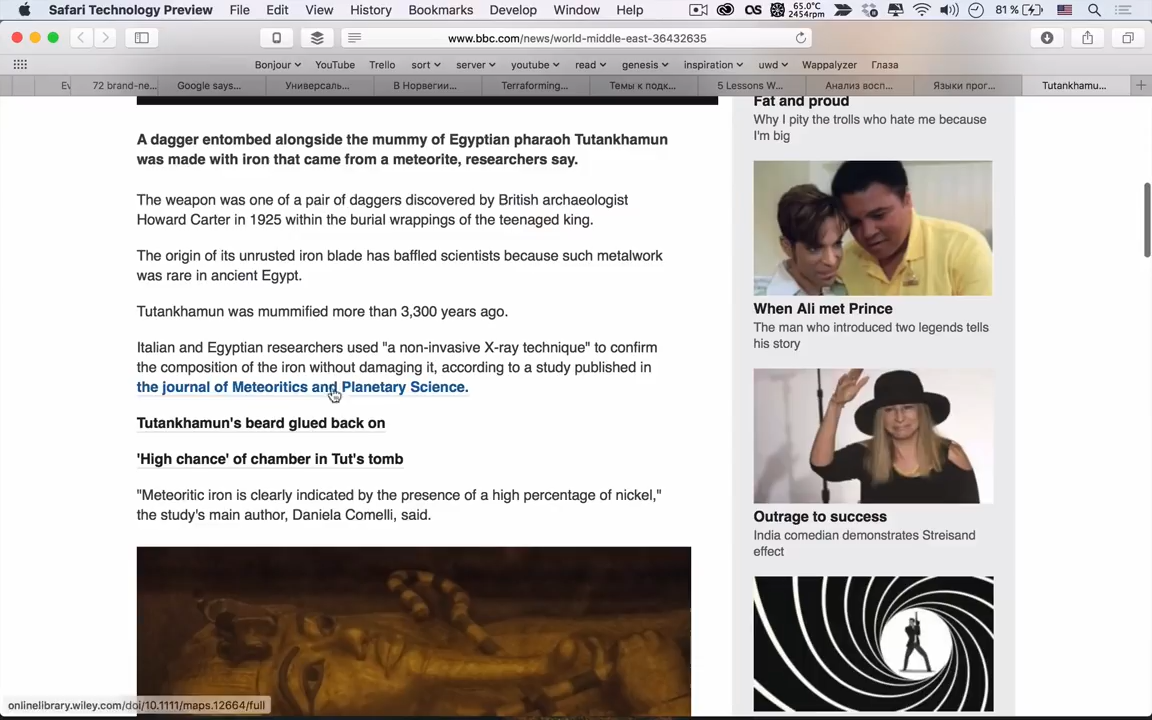 Safari Technology Preview File Edit View History Bookmarks Develop Window Help
65.0°C
2454rpm
81 %
www.bbc.com/news/world-middle-east-36432635
Bonjour YouTube Trello sort server youtube read genesis inspiration uwd Wappalyzer Глаза
Ev 72 brand-ne... Google says... Универсаль... В Норвегии... Terraforming... Темы к подк... 5 Lessons W... Анализ восп... Языки прог... Tutankhamu...
A dagger entombed alongside the mummy of Egyptian pharaoh Tutankhamun
was made with iron that came from a meteorite, researchers say.
The weapon was one of a pair of daggers discovered by British archaeologist
Howard Carter in 1925 within the burial wrappings of the teenaged king.
The origin of its unrusted iron blade has baffled scientists because such metalwork
was rare in ancient Egypt.
Tutankhamun was mummified more than 3,300 years ago.
Italian and Egyptian researchers used "a non-invasive X-ray technique" to confirm
the composition of the iron without damaging it, according to a study published in
the journal of Meteoritics and Planetary Science.
Tutankhamun's beard glued back on
'High chance' of chamber in Tut's tomb
"Meteoritic iron is clearly indicated by the presence of a high percentage of nickel,"
the study's main author, Daniela Comelli, said.
Fat and proud
Why I pity the trolls who hate me because
I'm big
When Ali met Prince
The man who introduced two legends tells
his story
Outrage to success
India comedian demonstrates Streisand
effect
onlinelibrary.wiley.com/doi/10.1111/maps.12664/full